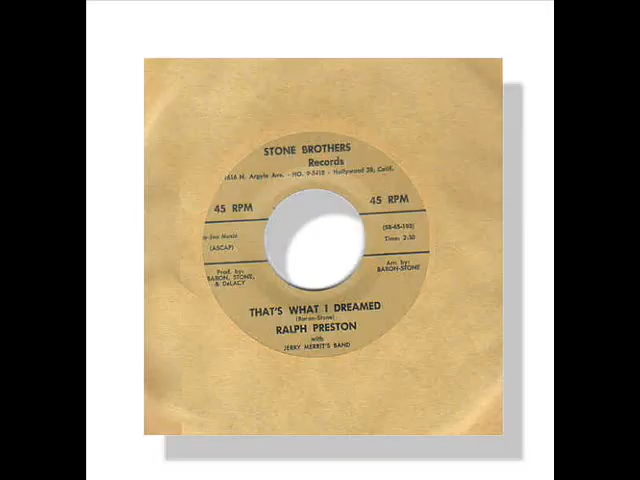 STONE BROTHERS
Records
N. Argyle Ave. - HO. 9-5418 - Hollywood 28, Calif.
45 RPM
45 RPM
Music
(ASCAP)
Time: 2:30
Prod. by:
BARON, STONE,
& DeLACY
Arr. by:
BARON-STONE
THAT'S WHAT I DREAMED
(Baron-Stone)
RALPH PRESTON
with
JERRY MERRIT'S BAND